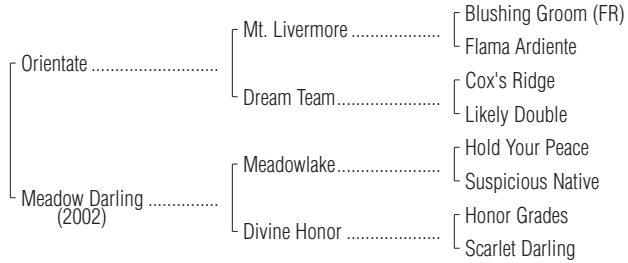 Blushing Groom (FR)
Mt. Livermore ...................
Flama Ardiente
Orientate ...........................
Cox's Ridge
Dream Team......................
Likely Double
Hold Your Peace
Meadowlake......................
Suspicious Native
Meadow Darling ...............
(2002)
Honor Grades
Divine Honor ....................
Scarlet Darling